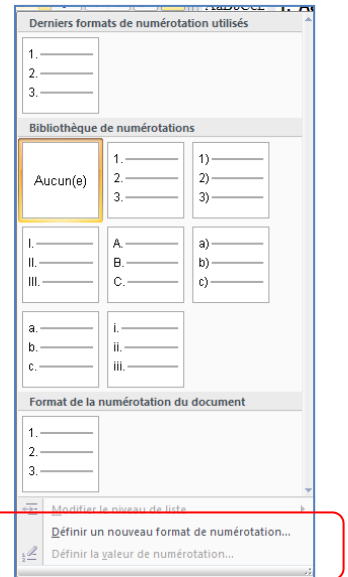 Derniers formats de numérotation utilisés
1.
2.
3.
Bibliothèque de numérotations
Aucun(e)
1.
2.
3.
1)
2)
3)
I.
II.
III.
A.
B.
C.
a)
b)
c)
a.
b.
c.
i.
ii.
iii.
Format de la numérotation du document
1.
2.
3.
Modifier le niveau de liste
Définir un nouveau format de numérotation...
Définir la valeur de numérotation...